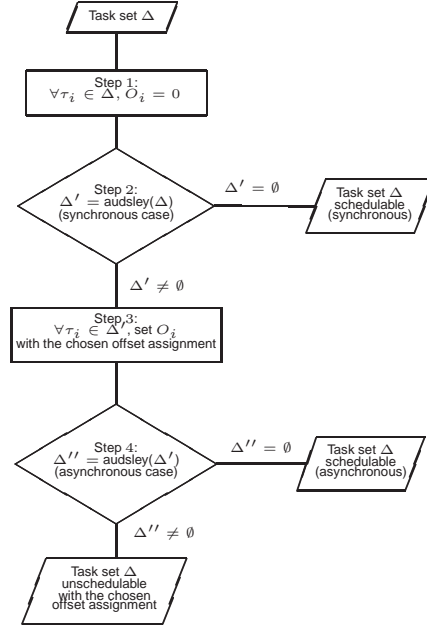 Task set Δ
Step 1:
∀τᵢ ∈ Δ, Oᵢ = 0
Step 2:
Δ′ = audsley(Δ)
(synchronous case)
Δ′ = ∅
Task set Δ
schedulable
(synchronous)
Δ′ ≠ ∅
Step 3:
∀τᵢ ∈ Δ′, set Oᵢ
with the chosen offset assignment
Step 4:
Δ″ = audsley(Δ′)
(asynchronous case)
Δ″ = ∅
Task set Δ
schedulable
(asynchronous)
Δ″ ≠ ∅
Task set Δ
unschedulable
with the chosen
offset assignment